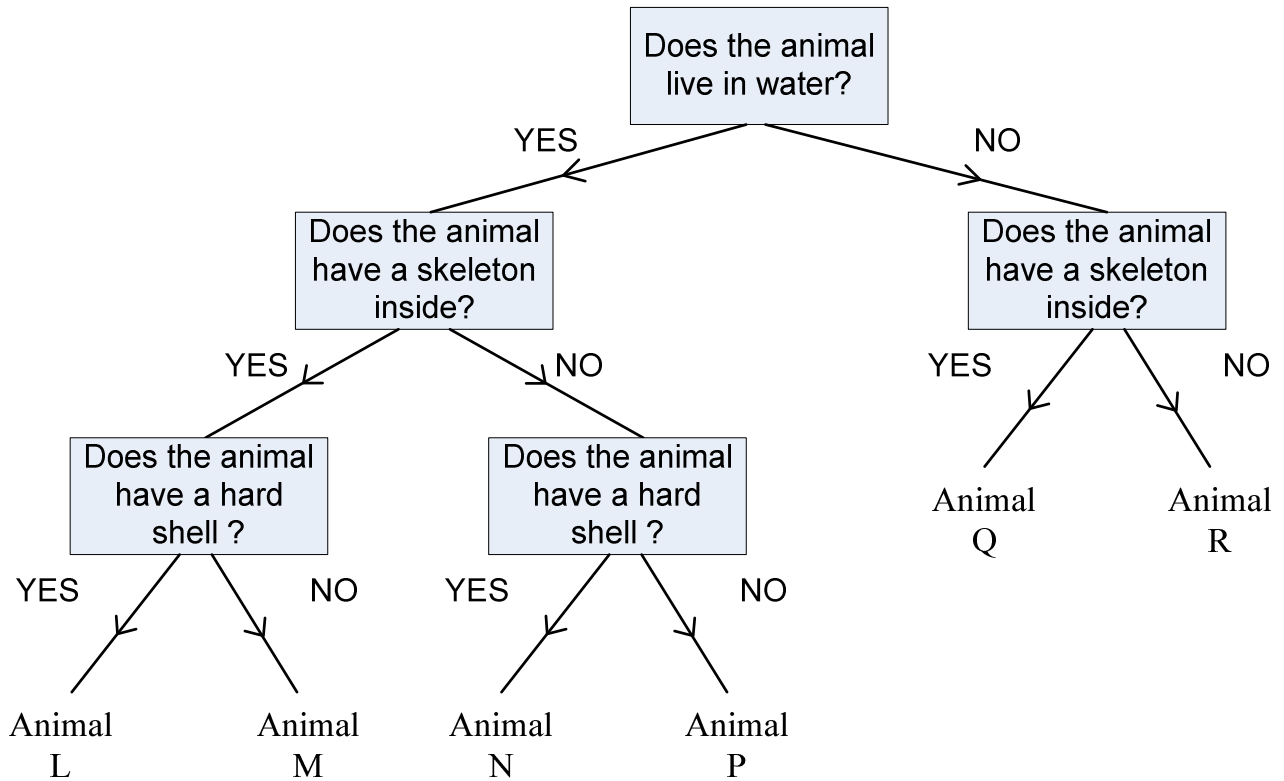 Does the animal
live in water?
YES
NO
Does the animal
have a skeleton
inside?
Does the animal
have a skeleton
inside?
YES
NO
YES
NO
Does the animal
have a hard
shell ?
Does the animal
have a hard
shell ?
Animal
Q
Animal
R
YES
NO
YES
NO
Animal
L
Animal
M
Animal
N
Animal
P